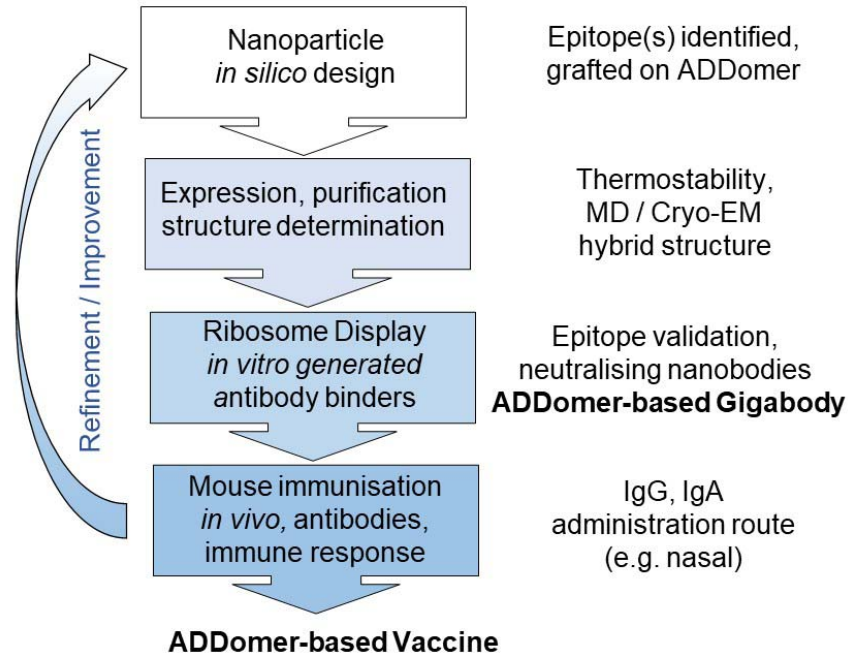 Nanoparticle
in silico design
Epitope(s) identified,
grafted on ADDomer
Refinement / Improvement
Expression, purification
structure determination
Thermostability,
MD / Cryo-EM
hybrid structure
Ribosome Display
in vitro generated
antibody binders
Epitope validation,
neutralising nanobodies
ADDomer-based Gigabody
Mouse immunisation
in vivo, antibodies,
immune response
IgG, IgA
administration route
(e.g. nasal)
ADDomer-based Vaccine